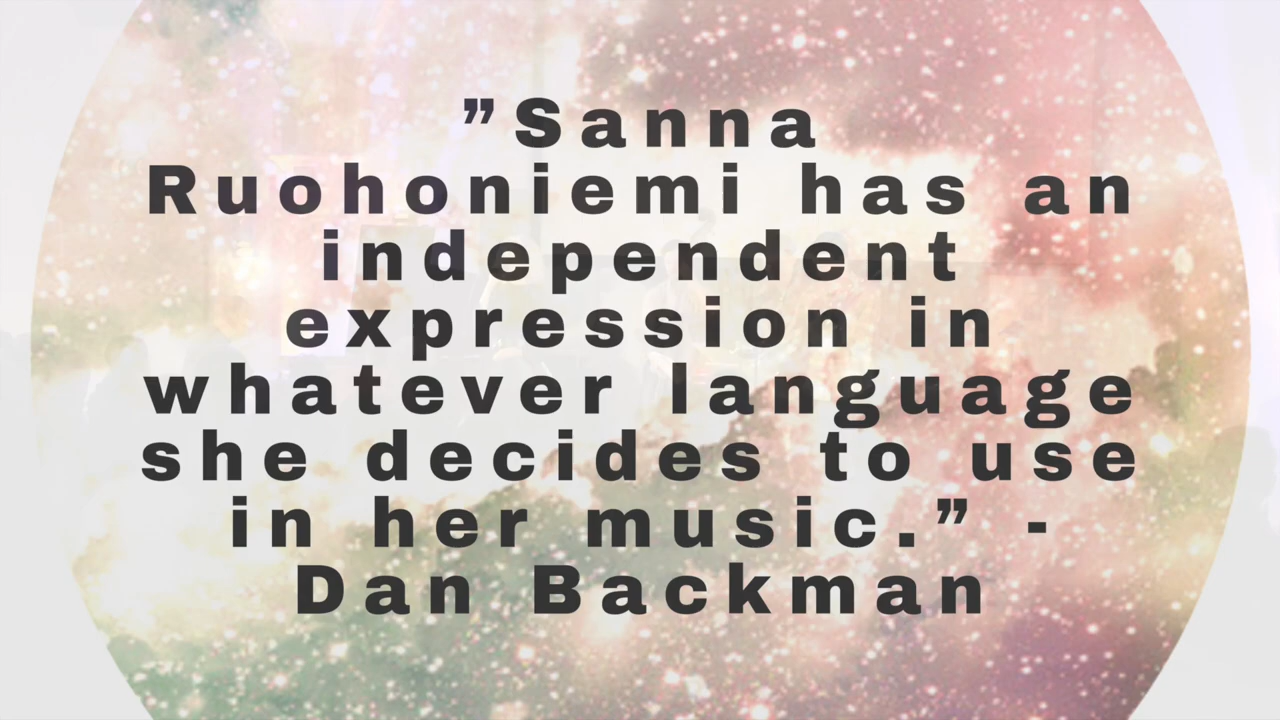 ”Sanna
Ruohoniemi has an
independent
expression in
whatever language
she decides to use
in her music.” -
Dan Backman